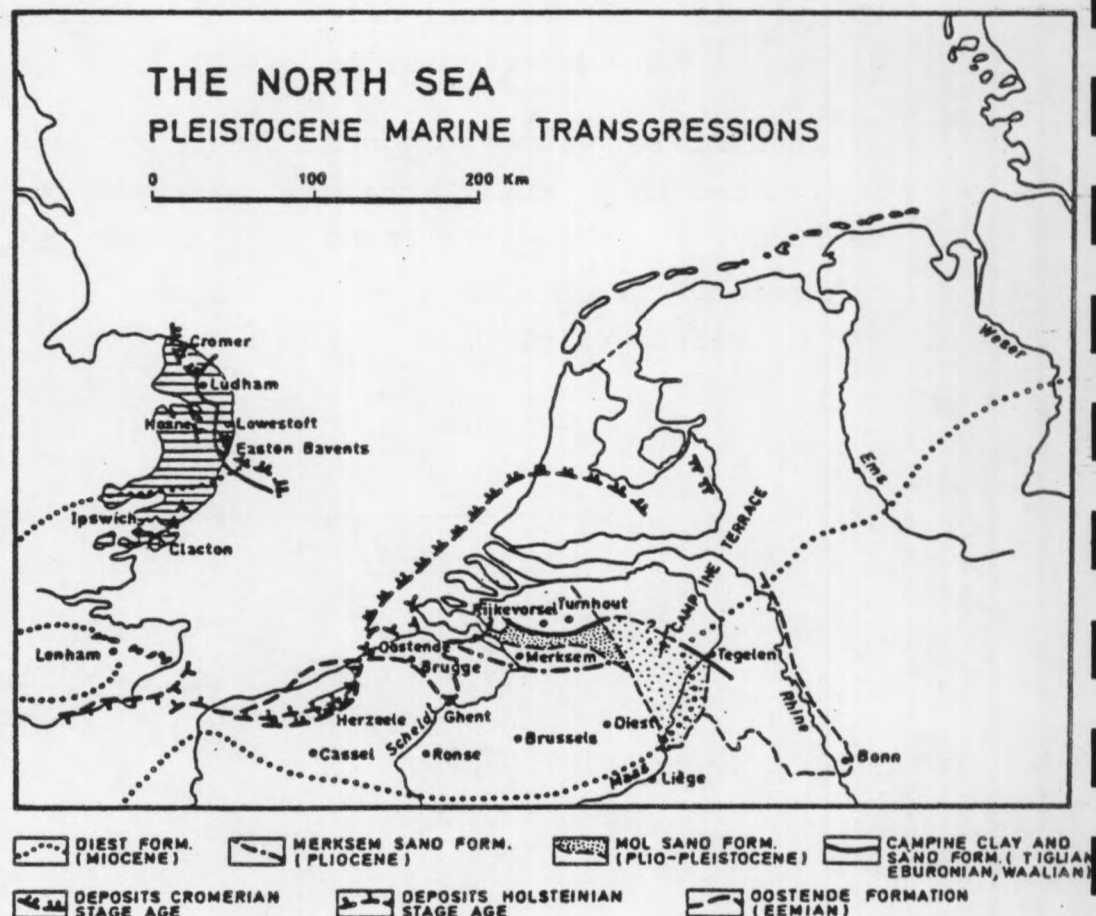 THE NORTH SEA
PLEISTOCENE MARINE TRANSGRESSIONS
0 100 200 Km
Cromer
Ludham
Hoxne
Lowestoft
Easton Bavents
Ipswich
Clacton
Lenham
Weser
Ems
CAMPINE TERRACE
Rijkevorsel
Turnhout
Oostende
Brugge
Merksem
Tegelen
Herzeele
Ghent
Scheld
Diest
Rhine
Cassel
Ronse
Brussels
Bonn
Maas
Liège
DIEST FORM.
(MIOCENE)
MERKSEM SAND FORM.
(PLIOCENE)
MOL SAND FORM.
(PLIO-PLEISTOCENE)
CAMPINE CLAY AND
SAND FORM. (TIGLIAN
EBURONIAN, WAALIAN)
DEPOSITS CROMERIAN
STAGE AGE
DEPOSITS HOLSTEINIAN
STAGE AGE
OOSTENDE FORMATION
(EEMIAN)